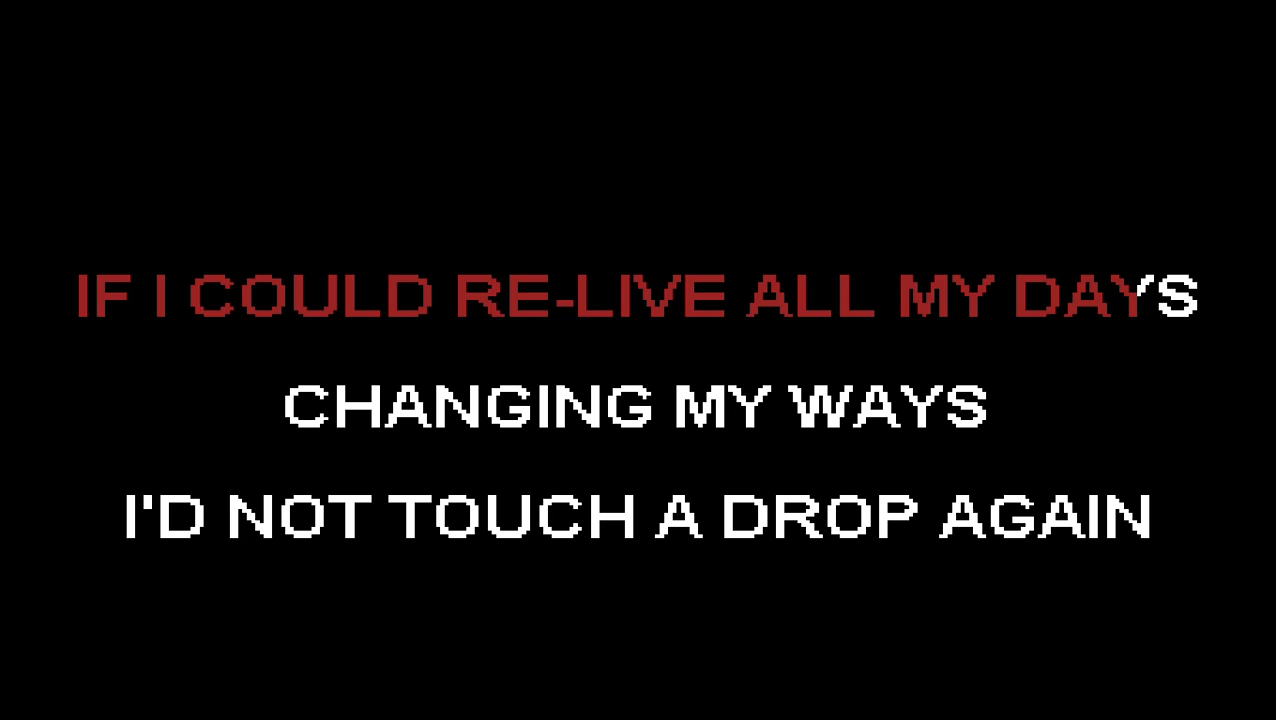 IF I COULD RE-LIVE ALL MY DAYS
CHANGING MY WAYS
I'D NOT TOUCH A DROP AGAIN